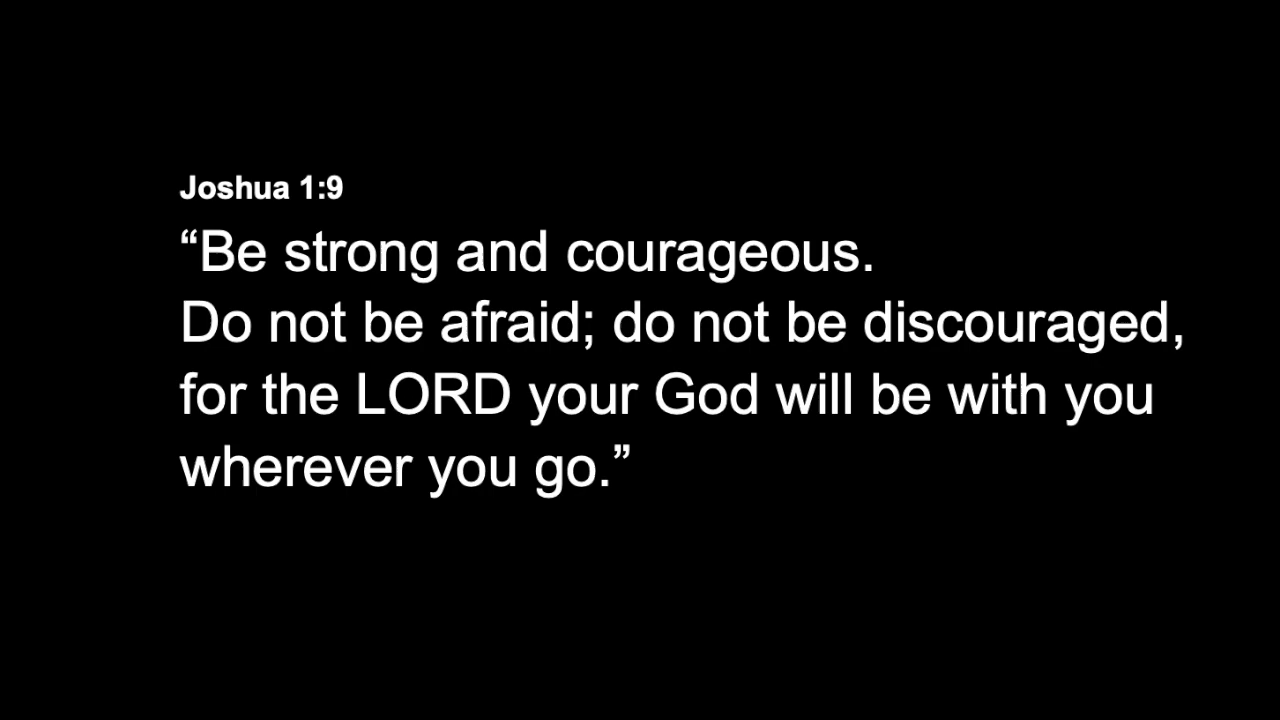 Joshua 1:9
“Be strong and courageous.
Do not be afraid; do not be discouraged,
for the LORD your God will be with you
wherever you go.”